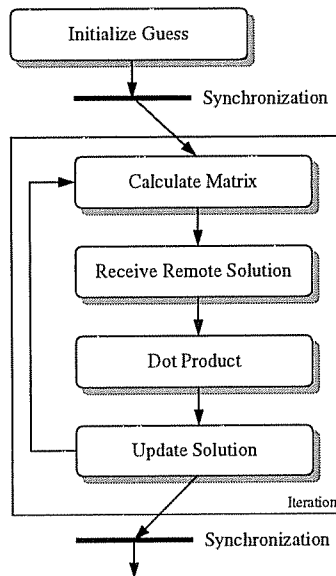 Initialize Guess
Synchronization
Calculate Matrix
Receive Remote Solution
Dot Product
Update Solution
Iteration
Synchronization